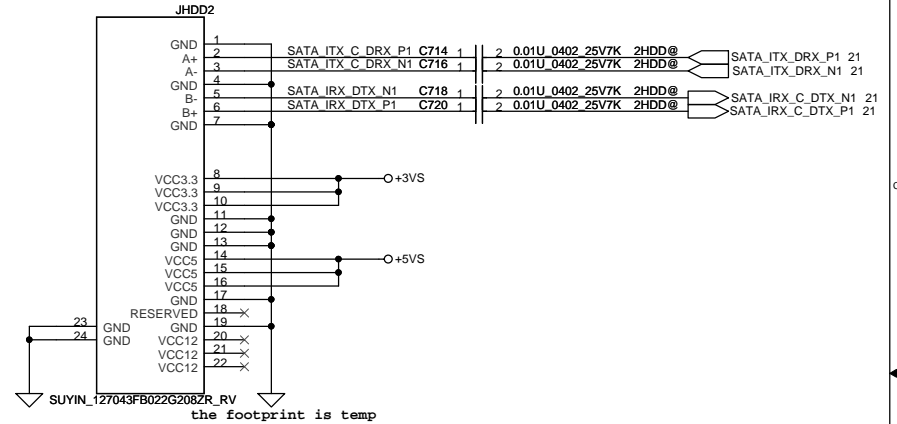 JHDD2
GND 1
A+ 2 SATA_ITX_C_DRX_P1 C714 1 2 0.01U_0402_25V7K 2HDD@ SATA_ITX_DRX_P1 21
A- 3 SATA_ITX_C_DRX_N1 C716 1 2 0.01U_0402_25V7K 2HDD@ SATA_ITX_DRX_N1 21
GND 4
B- 5 SATA_IRX_DTX_N1 C718 1 2 0.01U_0402_25V7K 2HDD@ SATA_IRX_C_DTX_N1 21
B+ 6 SATA_IRX_DTX_P1 C720 1 2 0.01U_0402_25V7K 2HDD@ SATA_IRX_C_DTX_P1 21
GND 7
VCC3.3 8 +3VS
VCC3.3 9
VCC3.3 10
GND 11
GND 12
GND 13
VCC5 14 +5VS
VCC5 15
VCC5 16
GND 17
RESERVED 18
23 GND GND 19
24 GND VCC12 20
VCC12 21
VCC12 22
SUYIN_127043FB022G208ZR_RV
the footprint is temp